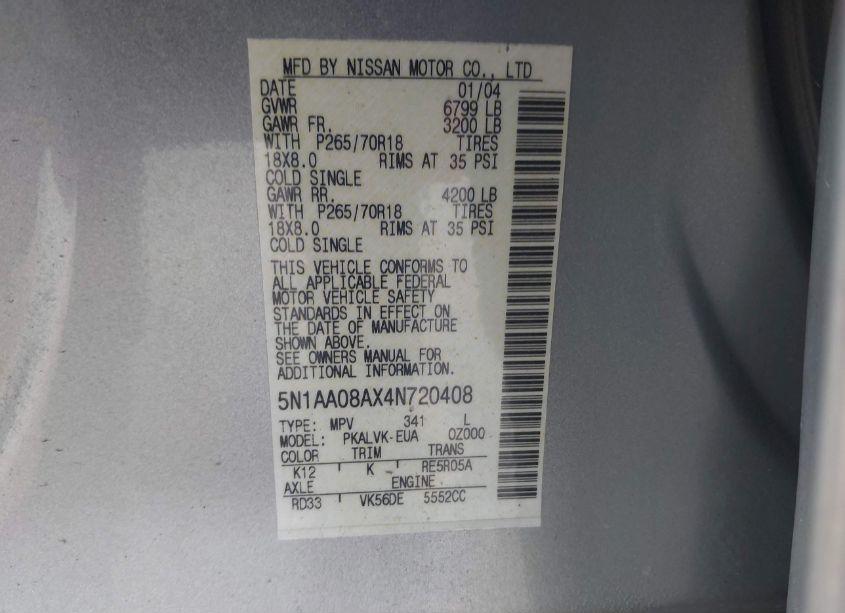 MFD BY NISSAN MOTOR CO., LTD
DATE 01/04
GVWR 6799 LB
GAWR FR. 3200 LB
WITH P265/70R18 TIRES
18X8.0 RIMS AT 35 PSI
COLD SINGLE
GAWR RR. 4200 LB
WITH P265/70R18 TIRES
18X8.0 RIMS AT 35 PSI
COLD SINGLE
THIS VEHICLE CONFORMS TO
ALL APPLICABLE FEDERAL
MOTOR VEHICLE SAFETY
STANDARDS IN EFFECT ON
THE DATE OF MANUFACTURE
SHOWN ABOVE.
SEE OWNERS MANUAL FOR
ADDITIONAL INFORMATION.
5N1AA08AX4N720408
TYPE: MPV 341 L
MODEL: PKALVK-EUA 0Z000
COLOR TRIM TRANS
K12 K RE5R05A
AXLE ENGINE
RD33 VK56DE 5552CC